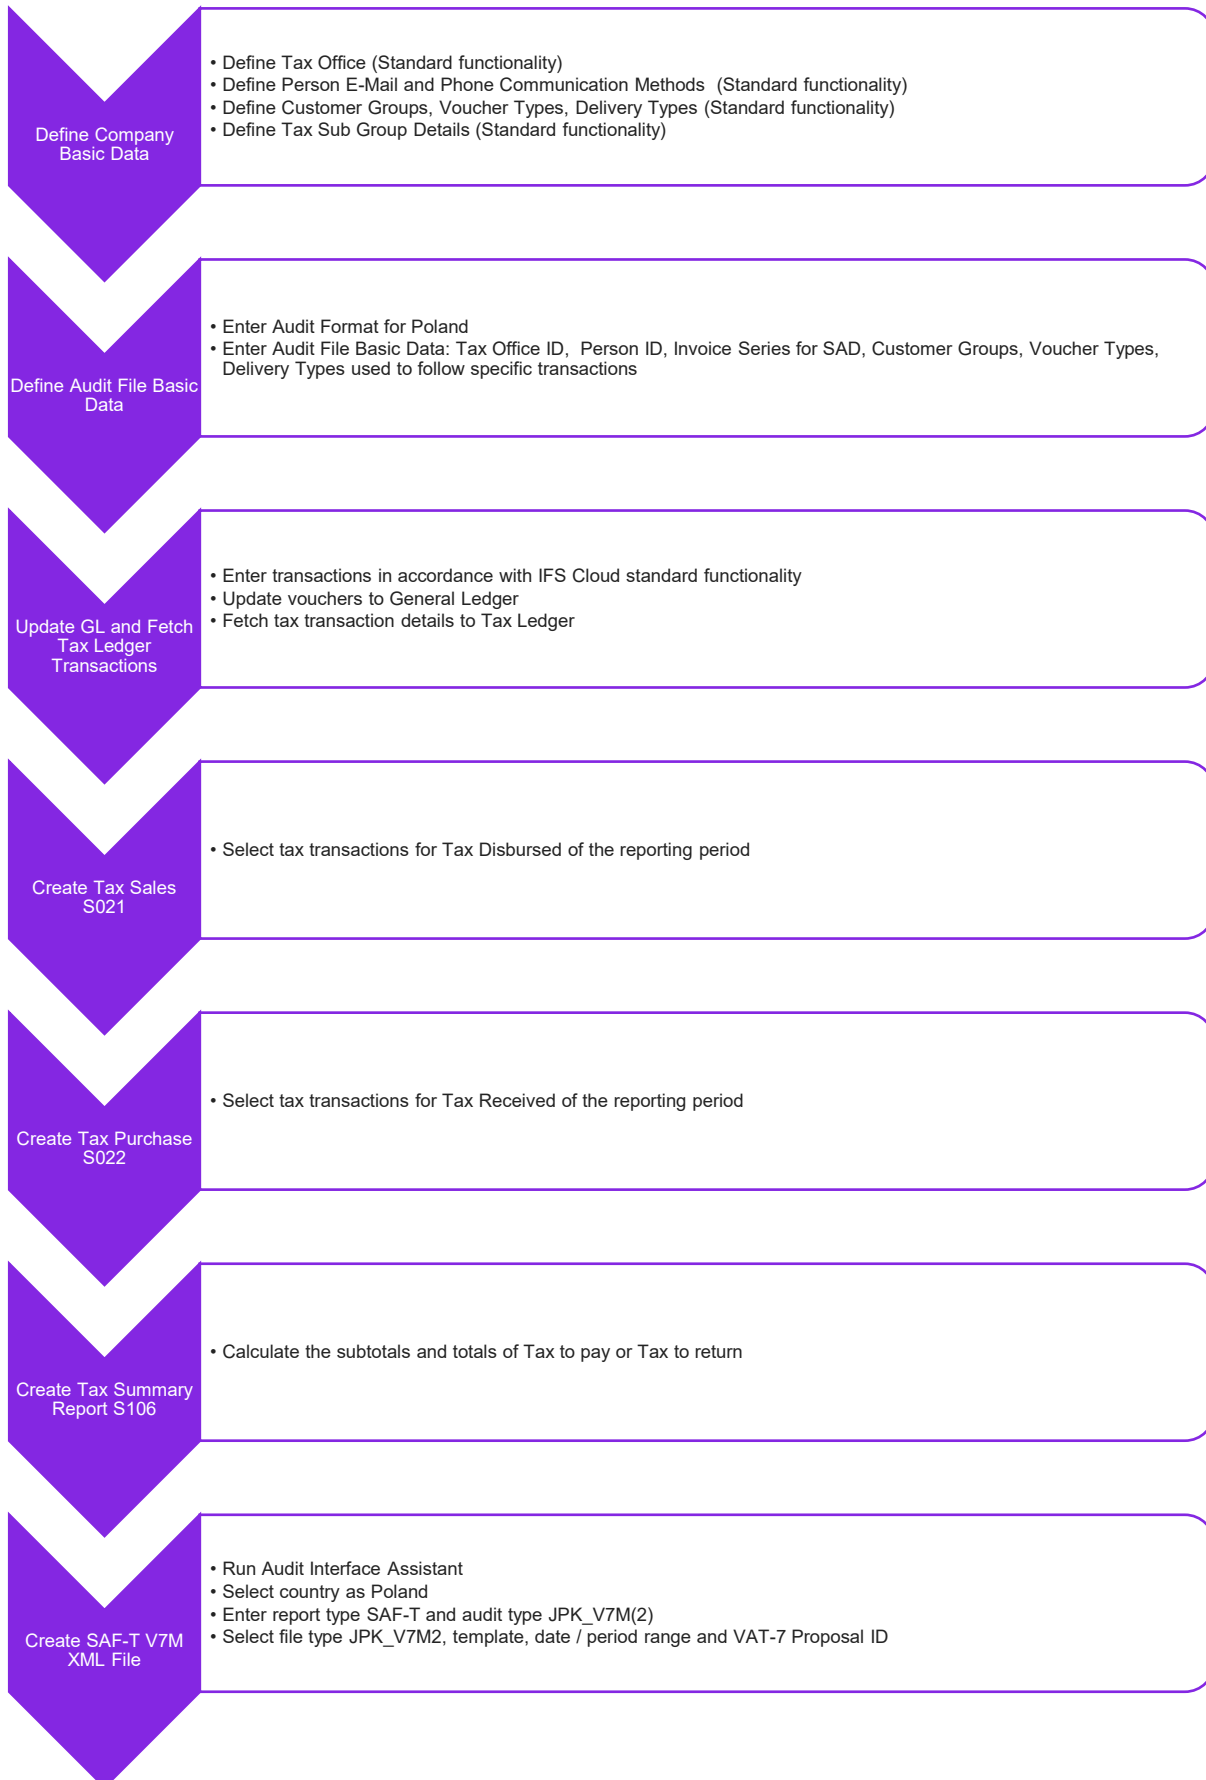 Define Company
Basic Data
• Define Tax Office (Standard functionality)
• Define Person E-Mail and Phone Communication Methods  (Standard functionality)
• Define Customer Groups, Voucher Types, Delivery Types (Standard functionality)
• Define Tax Sub Group Details (Standard functionality)
Define Audit File Basic
Data
• Enter Audit Format for Poland
• Enter Audit File Basic Data: Tax Office ID,  Person ID, Invoice Series for SAD, Customer Groups, Voucher Types,
Delivery Types used to follow specific transactions
Update GL and Fetch
Tax Ledger
Transactions
• Enter transactions in accordance with IFS Cloud standard functionality
• Update vouchers to General Ledger
• Fetch tax transaction details to Tax Ledger
Create Tax Sales
S021
• Select tax transactions for Tax Disbursed of the reporting period
Create Tax Purchase
S022
• Select tax transactions for Tax Received of the reporting period
Create Tax Summary
Report S106
• Calculate the subtotals and totals of Tax to pay or Tax to return
Create SAF-T V7M
XML File
• Run Audit Interface Assistant
• Select country as Poland
• Enter report type SAF-T and audit type JPK_V7M(2)
• Select file type JPK_V7M2, template, date / period range and VAT-7 Proposal ID